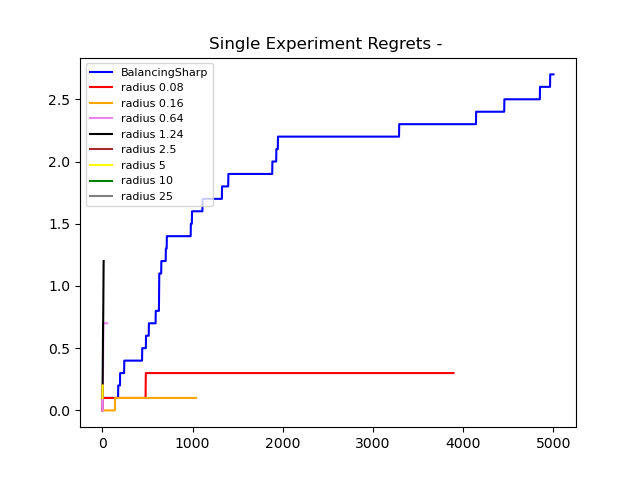 Single Experiment Regrets -
BalancingSharp
radius 0.08
radius 0.16
radius 0.64
radius 1.24
radius 2.5
radius 5
radius 10
radius 25
2.5
2.0
1.5
1.0
0.5
0.0
0 1000 2000 3000 4000 5000